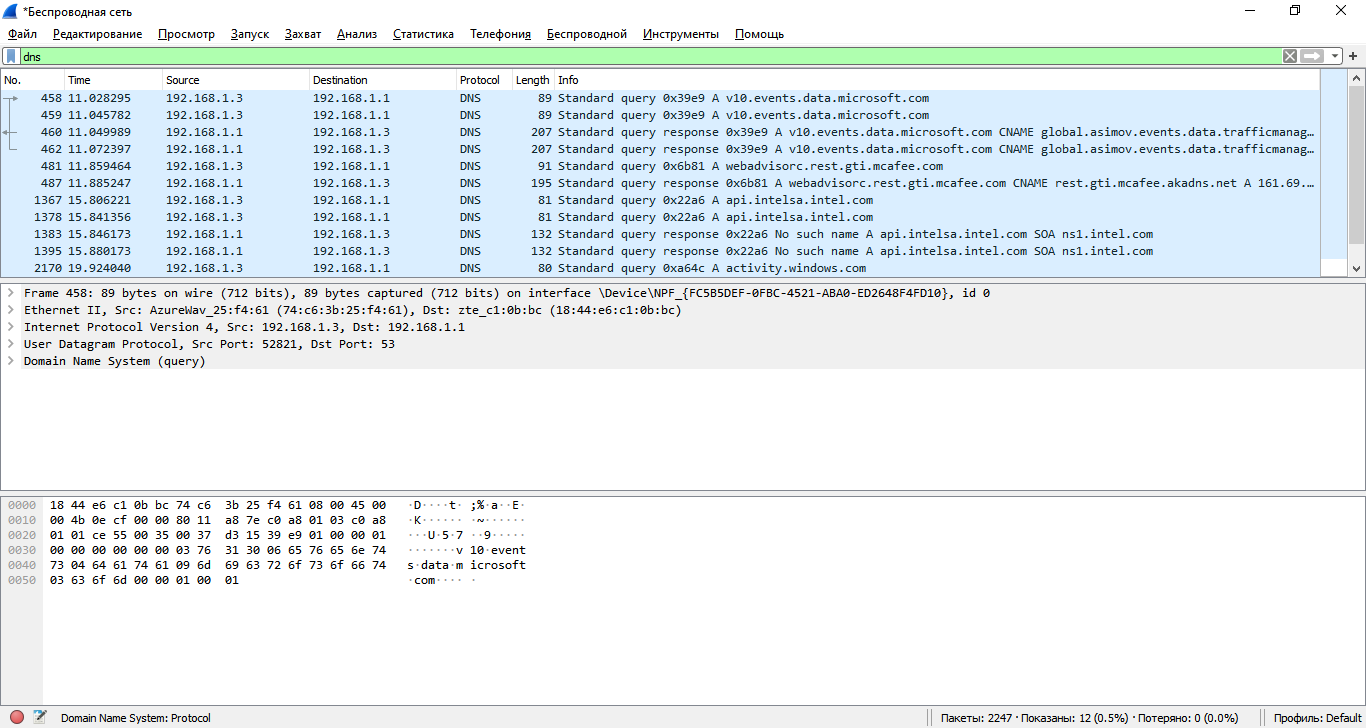 *Беспроводная сеть
Файл Редактирование Просмотр Запуск Захват Анализ Статистика Телефония Беспроводной Инструменты Помощь
dns
No. Time Source Destination Protocol Length Info
458 11.028295 192.168.1.3 192.168.1.1 DNS 89 Standard query 0x39e9 A v10.events.data.microsoft.com
459 11.045782 192.168.1.3 192.168.1.1 DNS 89 Standard query 0x39e9 A v10.events.data.microsoft.com
460 11.049989 192.168.1.1 192.168.1.3 DNS 207 Standard query response 0x39e9 A v10.events.data.microsoft.com CNAME global.asimov.events.data.trafficmanag…
462 11.072397 192.168.1.1 192.168.1.3 DNS 207 Standard query response 0x39e9 A v10.events.data.microsoft.com CNAME global.asimov.events.data.trafficmanag…
481 11.859464 192.168.1.3 192.168.1.1 DNS 91 Standard query 0x6b81 A webadvisorc.rest.gti.mcafee.com
487 11.885247 192.168.1.1 192.168.1.3 DNS 195 Standard query response 0x6b81 A webadvisorc.rest.gti.mcafee.com CNAME rest.gti.mcafee.akadns.net A 161.69.…
1367 15.806221 192.168.1.3 192.168.1.1 DNS 81 Standard query 0x22a6 A api.intelsa.intel.com
1378 15.841356 192.168.1.3 192.168.1.1 DNS 81 Standard query 0x22a6 A api.intelsa.intel.com
1383 15.846173 192.168.1.1 192.168.1.3 DNS 132 Standard query response 0x22a6 No such name A api.intelsa.intel.com SOA ns1.intel.com
1395 15.880173 192.168.1.1 192.168.1.3 DNS 132 Standard query response 0x22a6 No such name A api.intelsa.intel.com SOA ns1.intel.com
2170 19.924040 192.168.1.3 192.168.1.1 DNS 80 Standard query 0xa64c A activity.windows.com
Frame 458: 89 bytes on wire (712 bits), 89 bytes captured (712 bits) on interface \Device\NPF_{FC5B5DEF-0FBC-4521-ABA0-ED2648F4FD10}, id 0
Ethernet II, Src: AzureWav_25:f4:61 (74:c6:3b:25:f4:61), Dst: zte_c1:0b:bc (18:44:e6:c1:0b:bc)
Internet Protocol Version 4, Src: 192.168.1.3, Dst: 192.168.1.1
User Datagram Protocol, Src Port: 52821, Dst Port: 53
Domain Name System (query)
0000 18 44 e6 c1 0b bc 74 c6 3b 25 f4 61 08 00 45 00 ·D····t· ;%·a··E·
0010 00 4b 0e cf 00 00 80 11 a8 7e c0 a8 01 03 c0 a8 ·K······ ·~······
0020 01 01 ce 55 00 35 00 37 d3 15 39 e9 01 00 00 01 ···U·5·7 ··9·····
0030 00 00 00 00 00 00 03 76 31 30 06 65 76 65 6e 74 ·······v 10·event
0040 73 04 64 61 74 61 09 6d 69 63 72 6f 73 6f 66 74 s·data·m icrosoft
0050 03 63 6f 6d 00 00 01 00 01 ·com···· ·
Domain Name System: Protocol
Пакеты: 2247 · Показаны: 12 (0.5%) · Потеряно: 0 (0.0%)
Профиль: Default